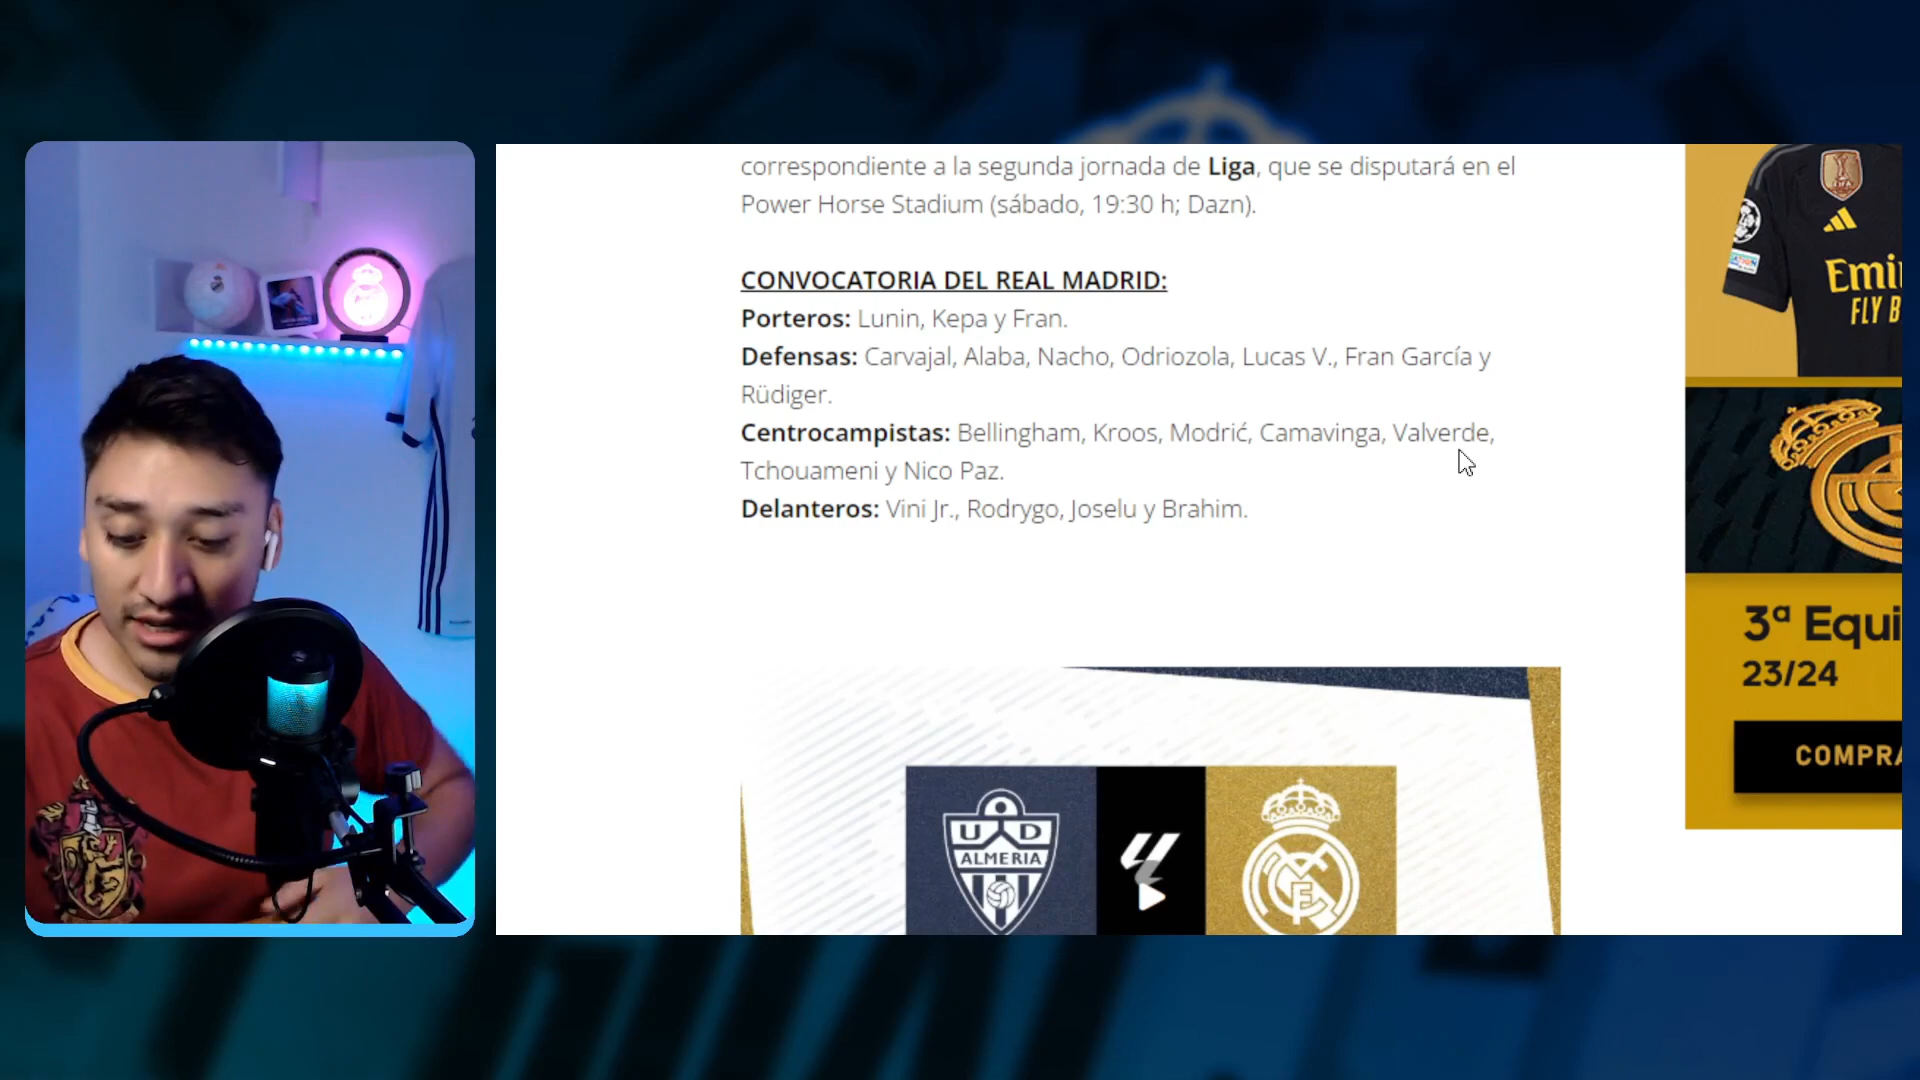 correspondiente a la segunda jornada de Liga, que se disputará en el
Power Horse Stadium (sábado, 19:30 h; Dazn).
CONVOCATORIA DEL REAL MADRID:
Porteros: Lunin, Kepa y Fran.
Defensas: Carvajal, Alaba, Nacho, Odriozola, Lucas V., Fran García y
Rüdiger.
Centrocampistas: Bellingham, Kroos, Modrić, Camavinga, Valverde,
Tchouameni y Nico Paz.
Delanteros: Vini Jr., Rodrygo, Joselu y Brahim.
U D
ALMERIA
Emi
FLY B
3ª Equi
23/24
COMPRA